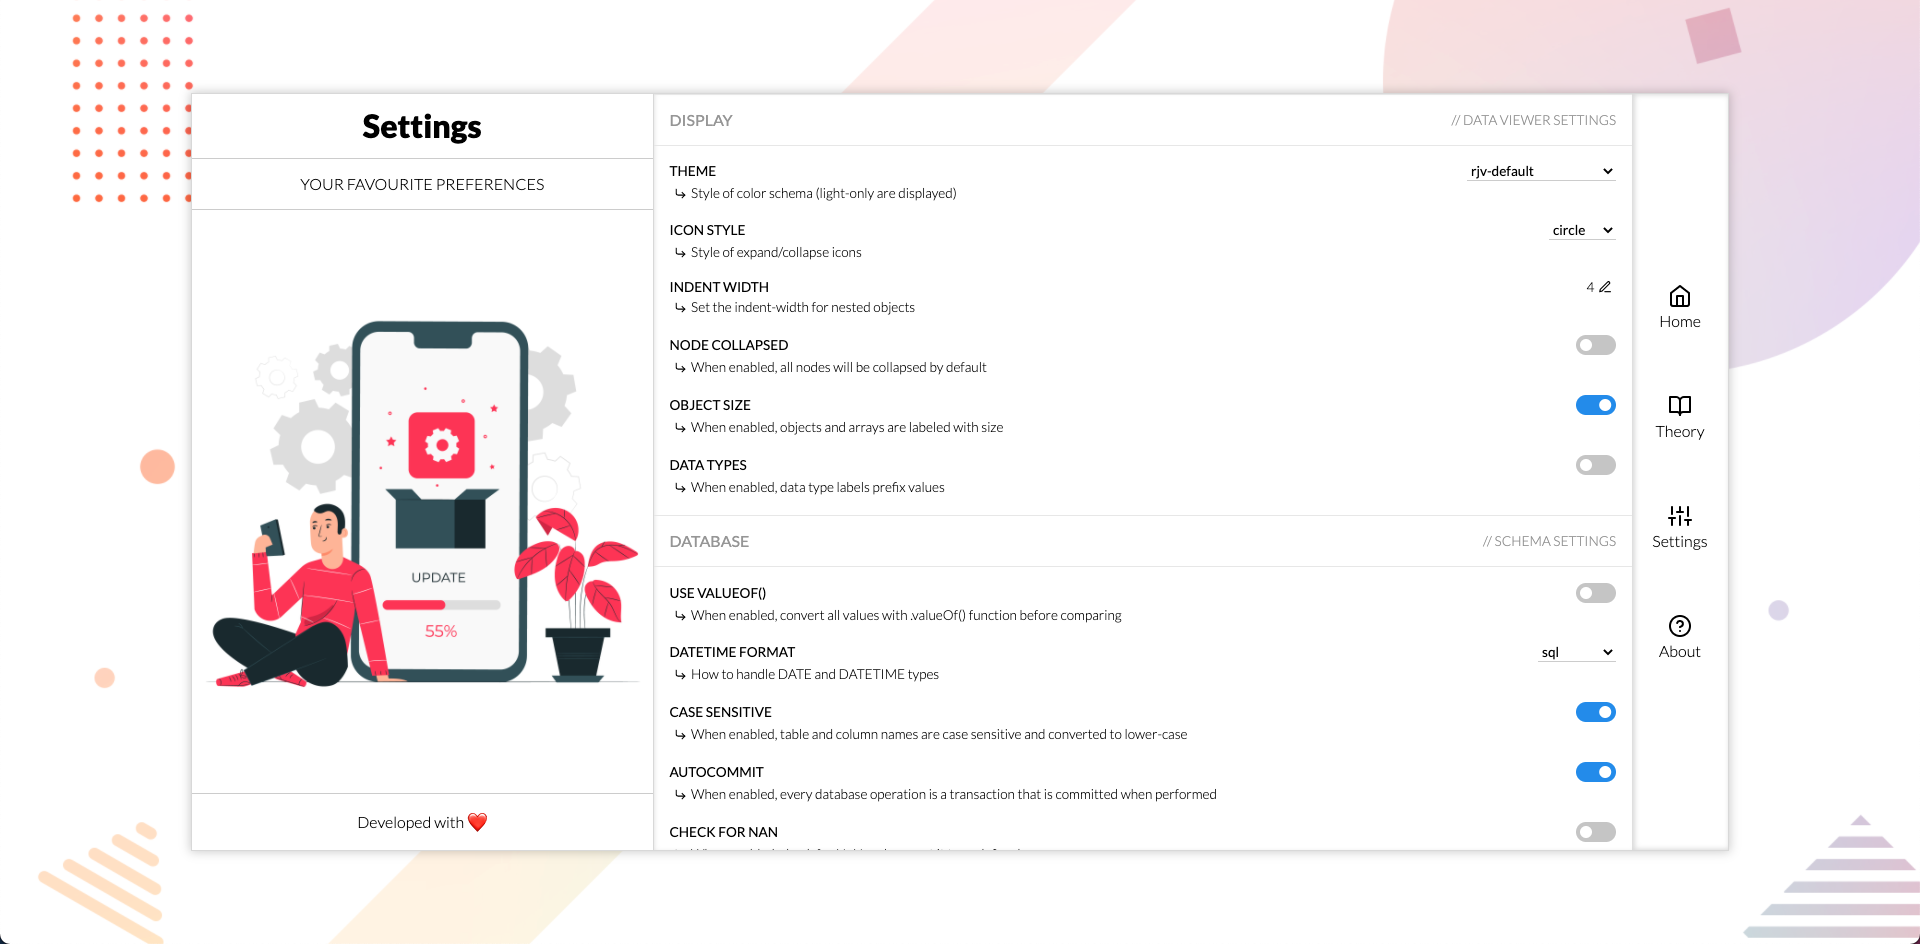 Settings
YOUR FAVOURITE PREFERENCES
UPDATE
55%
Developed with ❤️
DISPLAY // DATA VIEWER SETTINGS
THEME rjv-default
↳ Style of color schema (light-only are displayed)
ICON STYLE circle
↳ Style of expand/collapse icons
INDENT WIDTH 4
↳ Set the indent-width for nested objects
NODE COLLAPSED
↳ When enabled, all nodes will be collapsed by default
OBJECT SIZE
↳ When enabled, objects and arrays are labeled with size
DATA TYPES
↳ When enabled, data type labels prefix values
DATABASE // SCHEMA SETTINGS
USE VALUEOF()
↳ When enabled, convert all values with .valueOf() function before comparing
DATETIME FORMAT sql
↳ How to handle DATE and DATETIME types
CASE SENSITIVE
↳ When enabled, table and column names are case sensitive and converted to lower-case
AUTOCOMMIT
↳ When enabled, every database operation is a transaction that is committed when performed
CHECK FOR NAN
Home
Theory
Settings
About